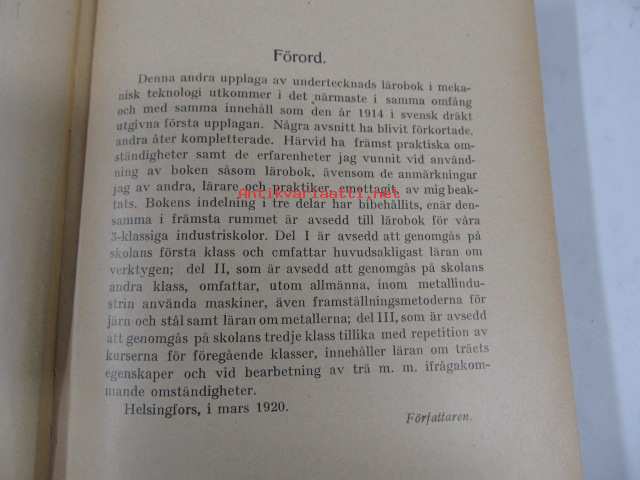 Förord.
Denna andra upplaga av undertecknads lärobok i meka-
nisk teknologi utkommer i det närmaste i samma omfång
och med samma innehåll som den år 1914 i svensk dräkt
utgivna första upplagan. Några avsnitt ha blivit förkortade,
andra åter kompletterade. Härvid ha främst praktiska om-
ständigheter samt de erfarenheter jag vunnit vid använd-
ning av boken såsom lärobok, ävensom de anmärkningar
jag av andra, lärare och praktiker, emottagit, av mig beak-
Antikvariaatti.net
tats. Bokens indelning i tre delar har bibehållits, enär den-
samma i främsta rummet är avsedd till lärobok för våra
3-klassiga industriskolor. Del I är avsedd att genomgås på
skolans första klass och omfattar huvudsakligast läran om
verktygen; del II, som är avsedd att genomgås på skolans
andra klass, omfattar, utom allmänna, inom metallindu-
strin använda maskiner, även framställningsmetoderna för
järn och stål samt läran om metallerna; del III, som är avsedd
att genomgås på skolans tredje klass tillika med repetition av
kurserna för föregående klasser, innehåller läran om träets
egenskaper och vid bearbetning av trä m. m. ifrågakom-
mande omständigheter.
Helsingfors, i mars 1920.
Författaren.